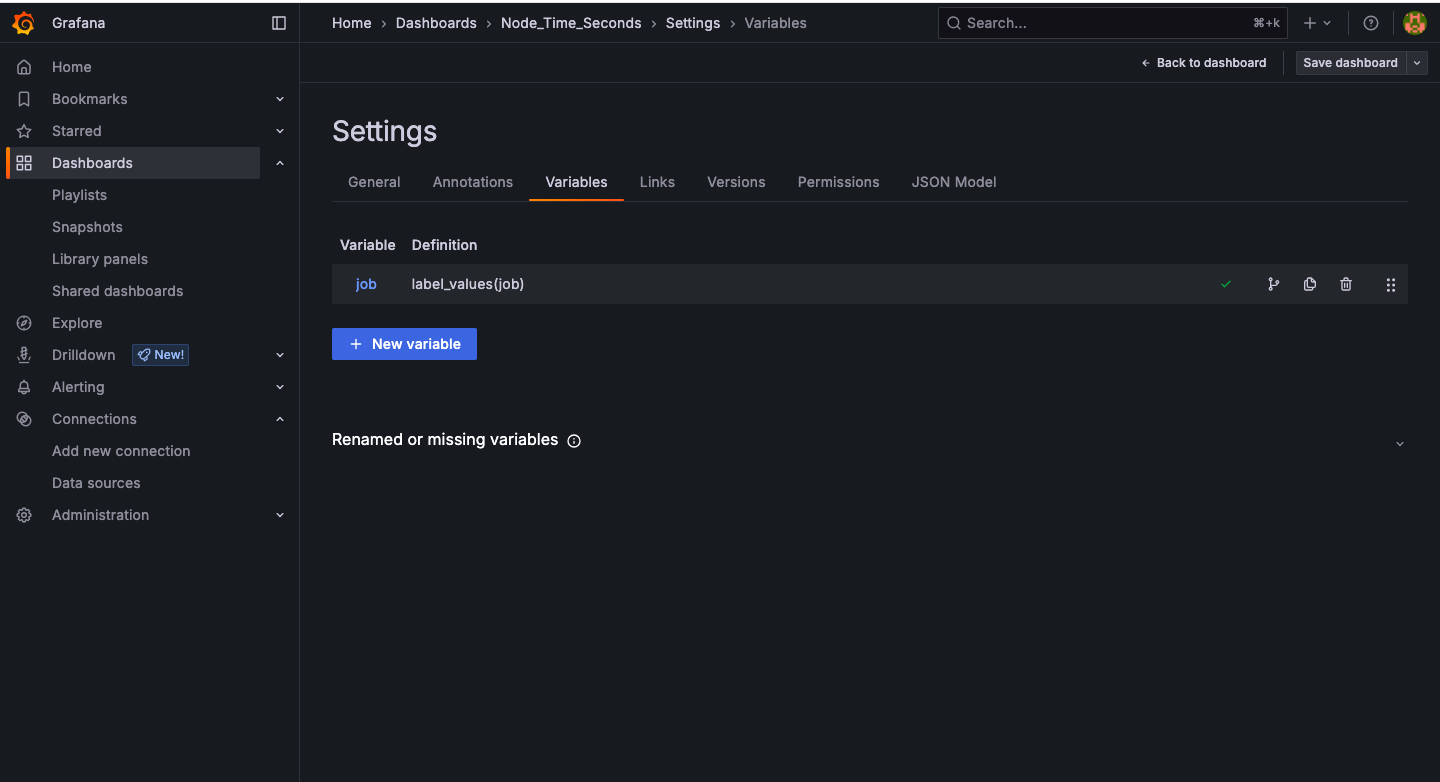 Grafana
Home › Dashboards › Node_Time_Seconds › Settings › Variables
Search...
⌘+k
Home
Bookmarks
Starred
Dashboards
Playlists
Snapshots
Library panels
Shared dashboards
Explore
Drilldown New!
Alerting
Connections
Add new connection
Data sources
Administration
Back to dashboard
Save dashboard
Settings
General Annotations Variables Links Versions Permissions JSON Model
Variable Definition
job label_values(job)
New variable
Renamed or missing variables